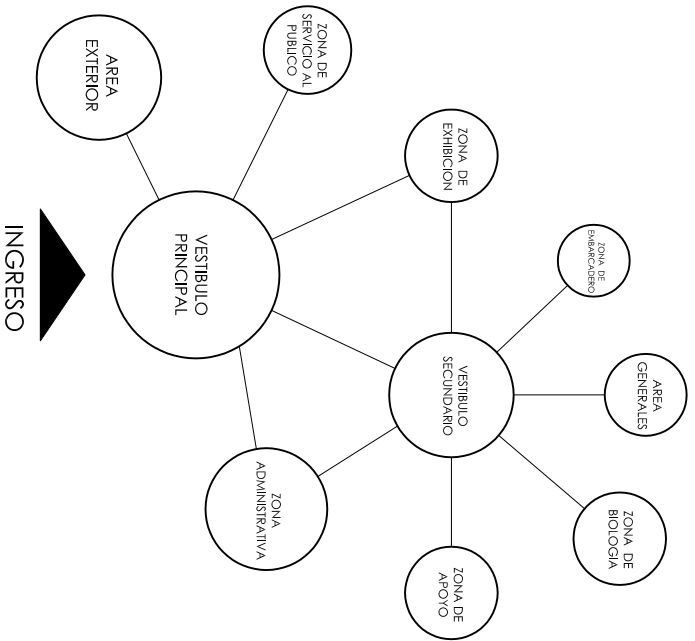 AREA
EXTERIOR
ZONA DE
SERVICIO AL
PUBLICO
ZONA DE
EXHIBICION
ZONA DE
EMBARCADERO
AREA
GENERALES
VESTIBULO
PRINCIPAL
VESTIBULO
SECUNDARIO
INGRESO
ZONA
ADMINISTRATIVA
ZONA DE
BIOLOGIA
ZONA DE
APOYO